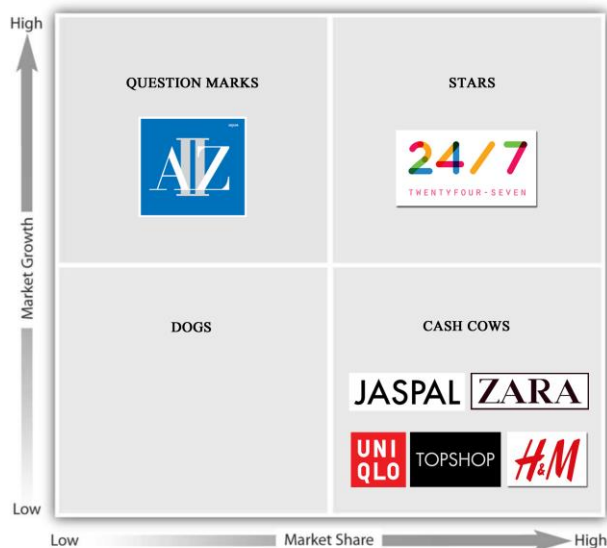 High
QUESTION MARKS
STARS
AIIZ
24/7
TWENTYFOUR-SEVEN
Market Growth
DOGS
CASH COWS
JASPAL
ZARA
UNI
QLO
TOPSHOP
H&M
Low
Low
Market Share
High